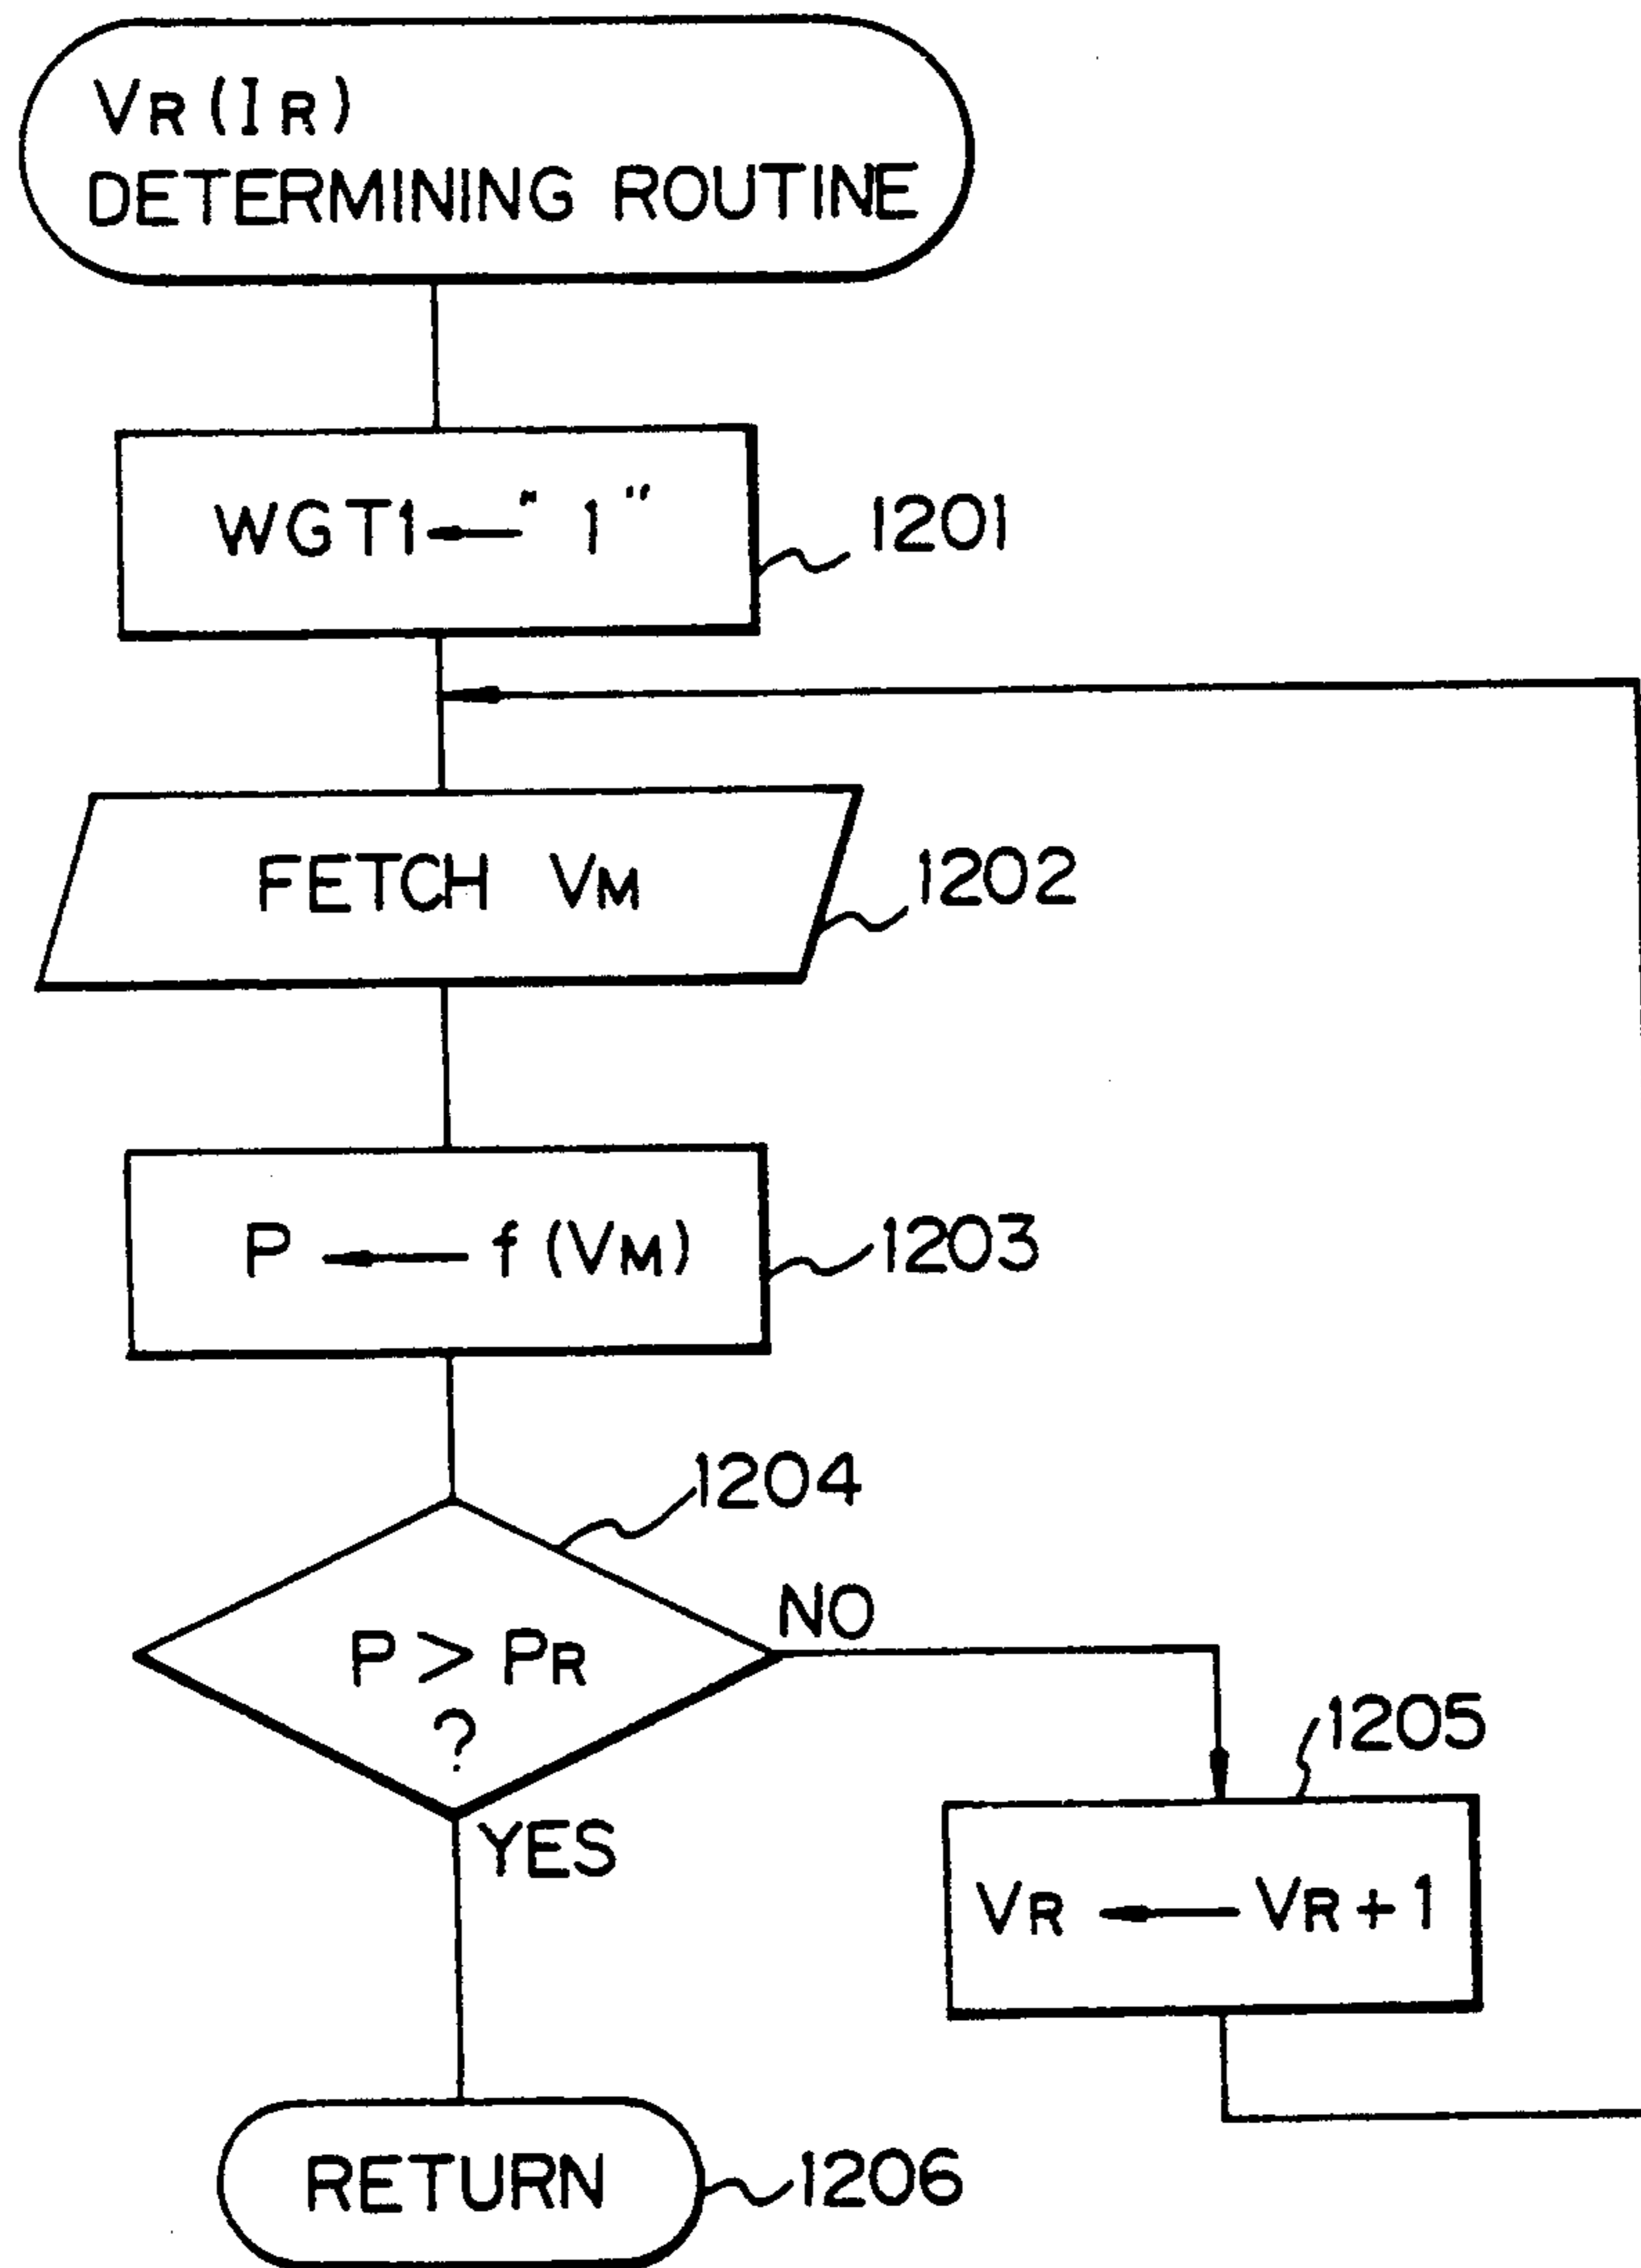 VR(IR)
DETERMINING ROUTINE
WGT1←"1"
1201
FETCH VM
1202
P ← f(VM)
1203
1204
NO
P > PR
?
YES
1205
VR ← VR+1
RETURN
1206